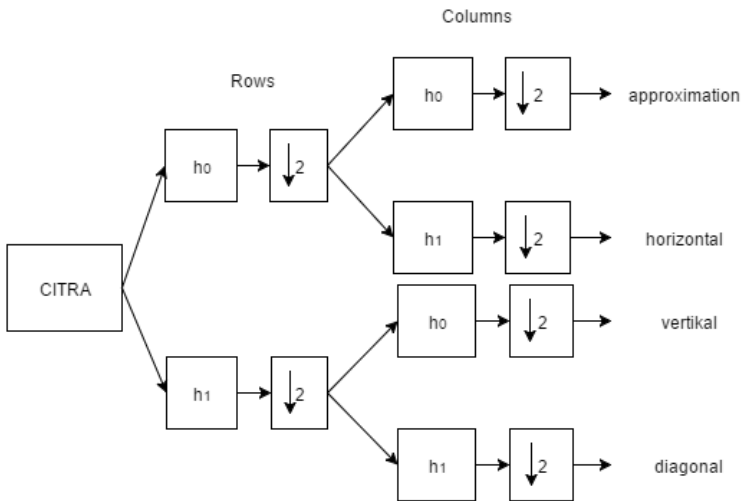 Columns
Rows
h0
↓2
approximation
h0
↓2
h1
↓2
horizontal
CITRA
h0
↓2
vertikal
h1
↓2
h1
↓2
diagonal